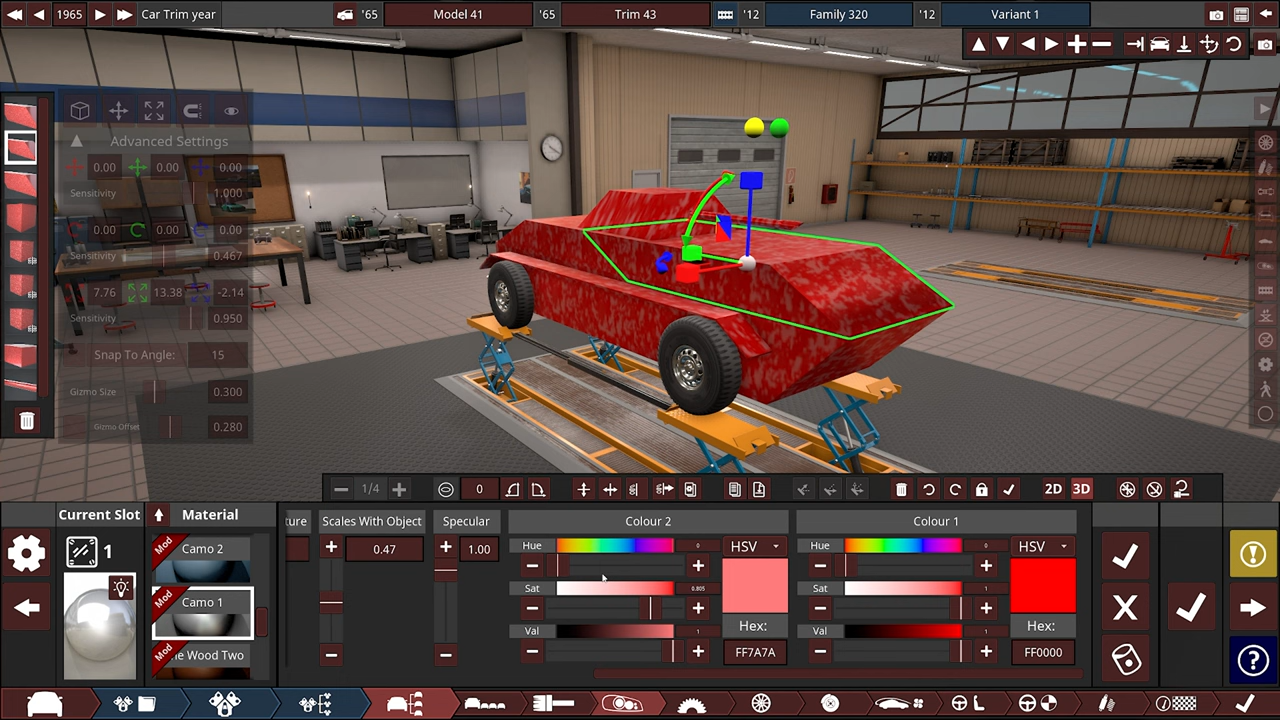 1965 Car Trim year '65 Model 41 '65 Trim 43 '12 Family 320 '12 Variant 1
Advanced Settings
0.00 0.00 0.00
Sensitivity 1.000
0.00 0.00 0.00
Sensitivity 0.467
7.76 13.38 -2.14
Sensitivity 0.950
Snap To Angle: 15
Gizmo Size 0.300
Gizmo Offset 0.280
1/4 0 2D 3D
Current Slot Material ure Scales With Object Specular Colour 2 Colour 1
1 Mod Camo 2 0.47 1.00 Hue 0 HSV Hue 0 HSV
Mod Camo 1 Sat 0.805 Sat 1
Hex: Hex:
Mod e Wood Two Val 1 FF7A7A Val 1 FF0000